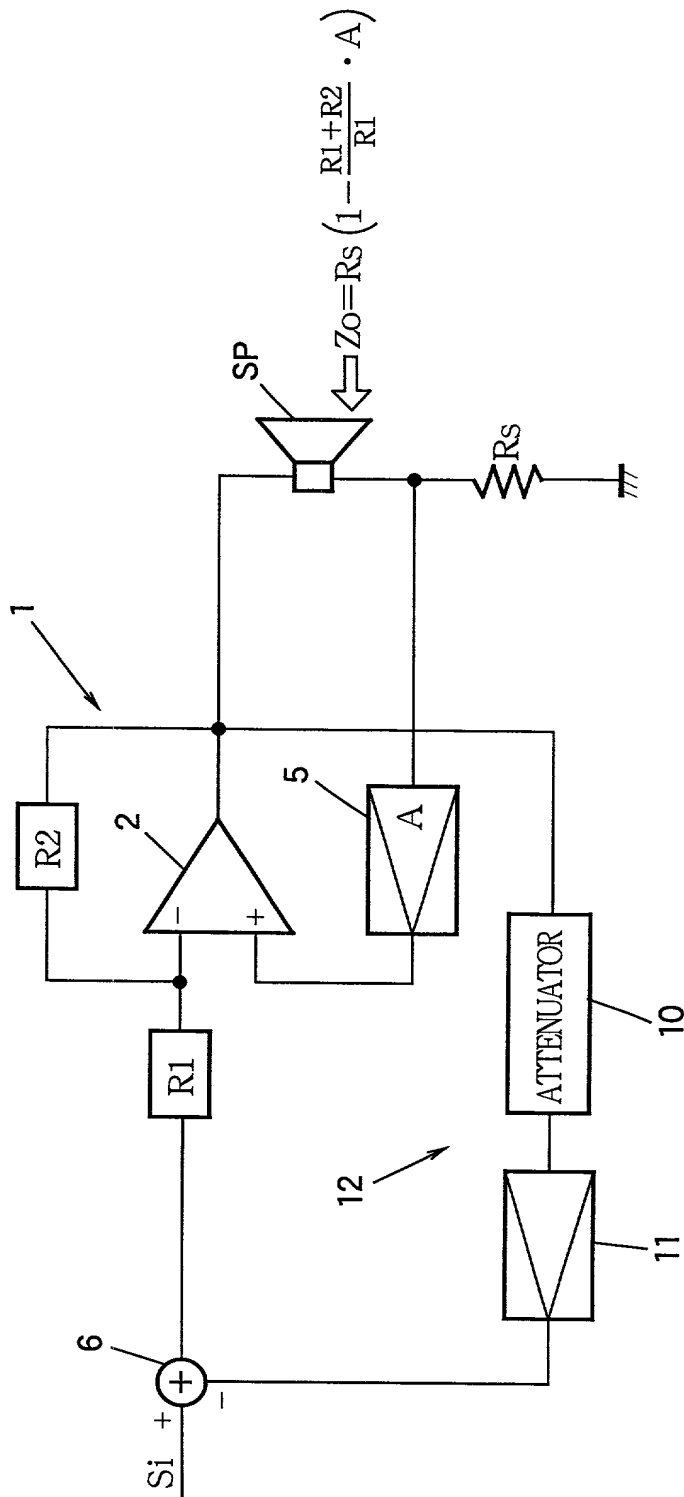 1
R2
2
R1
−
+
5
A
SP
Zo=Rs(1−R1+R2/R1·A)
Rs
6
+
Si
−
12
10
ATTENUATOR
11